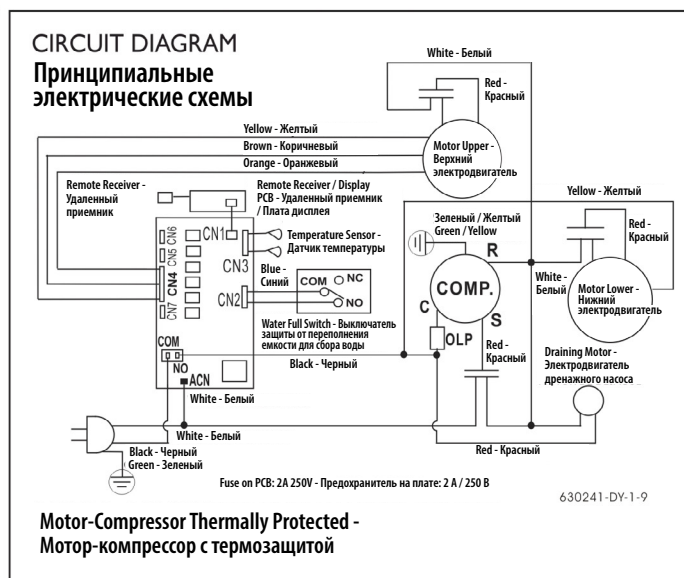 CIRCUIT DIAGRAM
Принципиальные
электрические схемы
White - Белый
Red -
Красный
Yellow - Желтый
Brown - Коричневый
Orange - Оранжевый
Motor Upper -
Верхний
электродвигатель
Remote Receiver -
Удаленный
приемник
Remote Receiver / Display
PCB - Удаленный приемник
/ Плата дисплея
Yellow - Желтый
Зеленый / Желтый
Green / Yellow
Red -
Красный
CN6
CN5
CN4
CN7
CN1
CN3
CN2
Temperature Sensor -
Датчик температуры
Blue -
Синий
COM
NC
NO
Water Full Switch - Выключатель
защиты от переполнения
емкости для сбора воды
R
COMP.
C
S
OLP
White -
Белый
Motor Lower -
Нижний
электродвигатель
COM
NO
ACN
Black - Черный
Red -
Красный
Draining Motor -
Электродвигатель
дренажного насоса
White - Белый
White - Белый
Black - Черный
Green - Зеленый
Red - Красный
Fuse on PCB: 2A 250V - Предохранитель на плате: 2 А / 250 В
630241-DY-1-9
Motor-Compressor Thermally Protected -
Мотор-компрессор с термозащитой